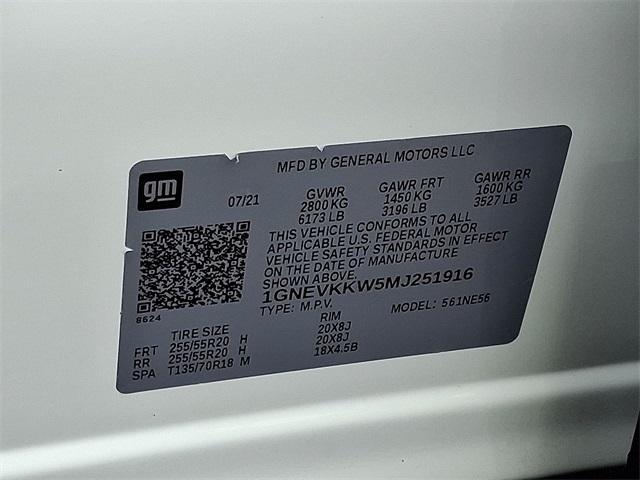 MFD BY GENERAL MOTORS LLC
gm
07/21
GVWR GAWR FRT GAWR RR
2800 KG 1450 KG 1600 KG
6173 LB 3196 LB 3527 LB
THIS VEHICLE CONFORMS TO ALL
APPLICABLE U.S. FEDERAL MOTOR
VEHICLE SAFETY STANDARDS IN EFFECT
ON THE DATE OF MANUFACTURE
SHOWN ABOVE.
1GNEVKKW5MJ251916
TYPE: M.P.V. MODEL: 561NE56
8624
TIRE SIZE RIM
FRT 255/55R20 H 20X8J
RR 255/55R20 H 20X8J
SPA T135/70R18 M 18X4.5B